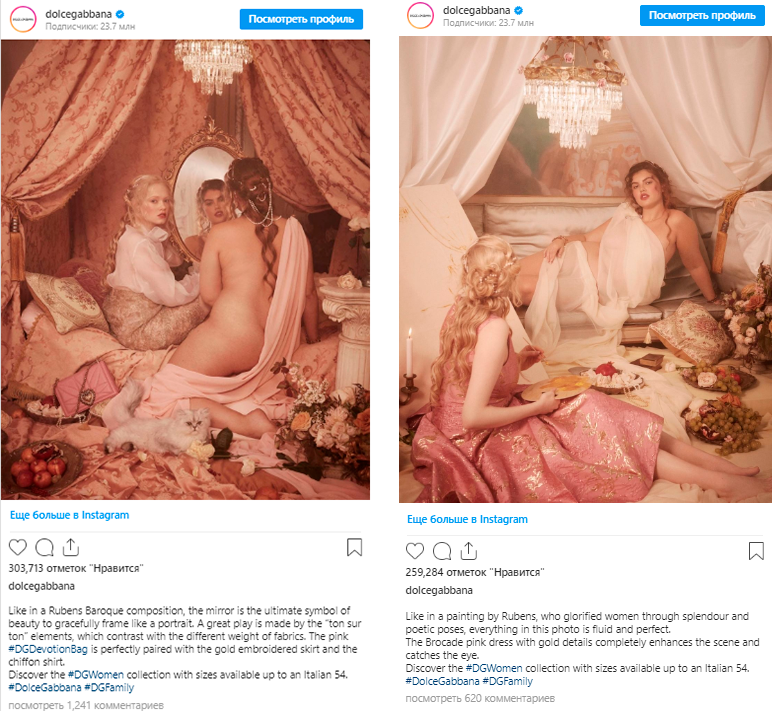 dolcegabbana
Подписчики: 23.7 млн
Посмотреть профиль
Еще больше в Instagram
303,713 отметок "Нравится"
dolcegabbana
Like in a Rubens Baroque composition, the mirror is the ultimate symbol of
beauty to gracefully frame like a portrait. A great play is made by the "ton sur
ton" elements, which contrast with the different weight of fabrics. The pink
#DGDevotionBag is perfectly paired with the gold embroidered skirt and the
chiffon shirt.
Discover the #DGWomen collection with sizes available up to an Italian 54.
#DolceGabbana #DGFamily
посмотреть 1,241 комментариев
dolcegabbana
Подписчики: 23.7 млн
Посмотреть профиль
Еще больше в Instagram
259,284 отметок "Нравится"
dolcegabbana
Like in a painting by Rubens, who glorified women through splendour and
poetic poses, everything in this photo is fluid and perfect.
The Brocade pink dress with gold details completely enhances the scene and
catches the eye.
Discover the #DGWomen collection with sizes available up to an Italian 54.
#DolceGabbana #DGFamily
посмотреть 620 комментариев